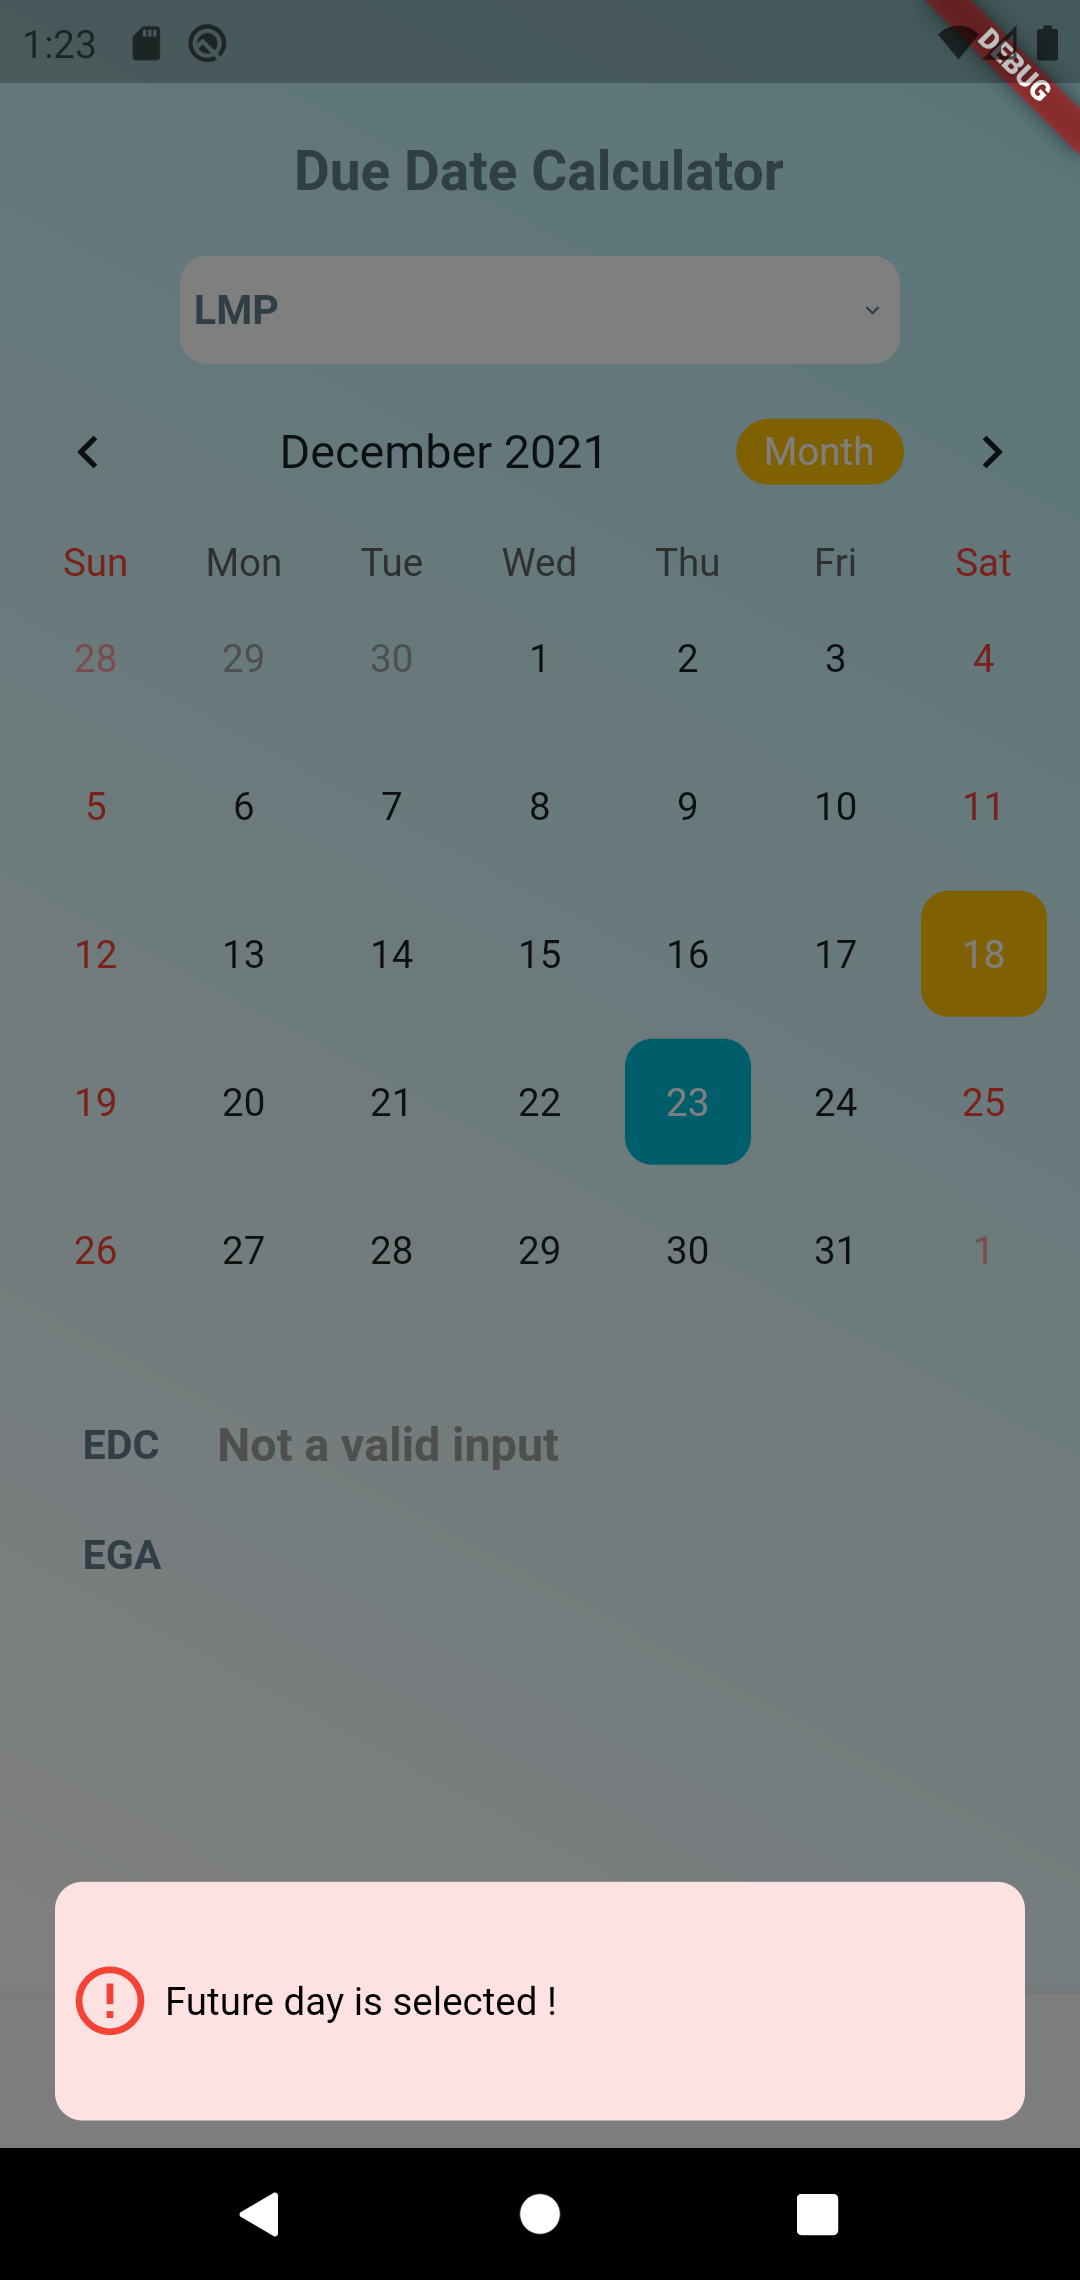 1:23
DEBUG
Due Date Calculator
LMP
December 2021 Month
Sun Mon Tue Wed Thu Fri Sat
28 29 30 1 2 3 4
5 6 7 8 9 10 11
12 13 14 15 16 17 18
19 20 21 22 23 24 25
26 27 28 29 30 31 1
EDC Not a valid input
EGA
Future day is selected !